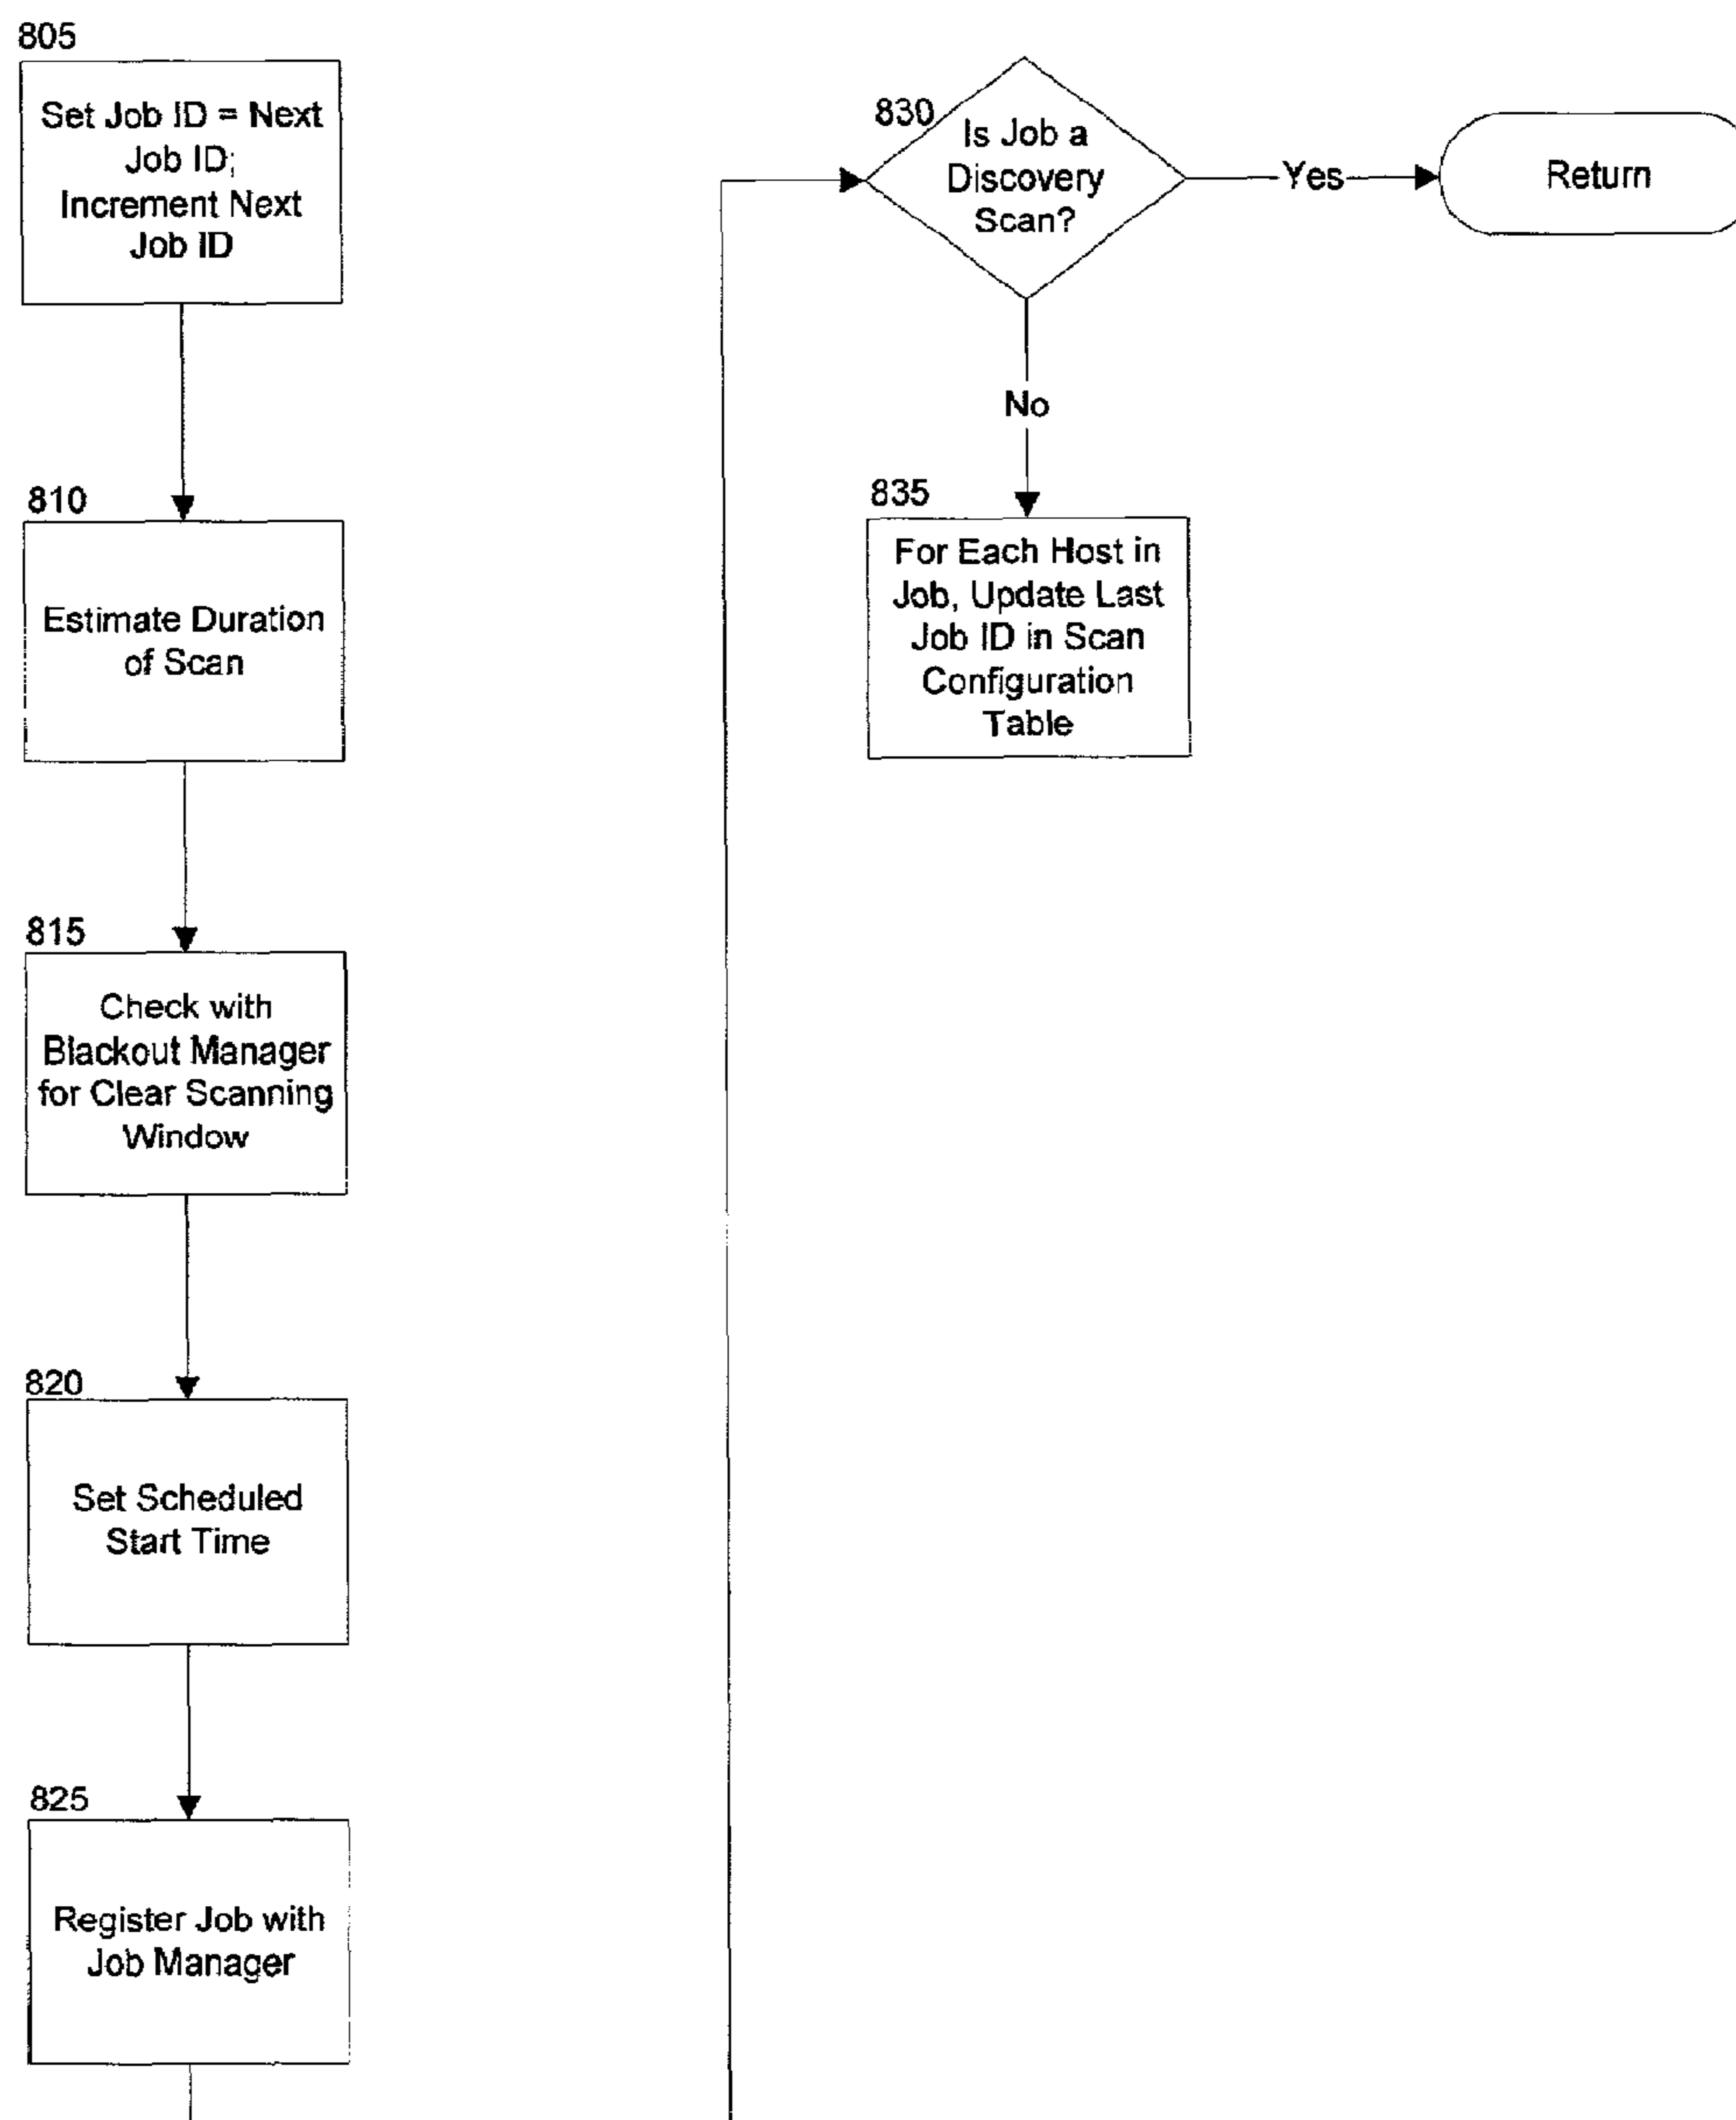 805
Set Job ID = Next
Job ID;
Increment Next
Job ID
810
Estimate Duration
of Scan
815
Check with
Blackout Manager
for Clear Scanning
Window
820
Set Scheduled
Start Time
825
Register Job with
Job Manager
830
Is Job a
Discovery
Scan?
Yes
Return
No
835
For Each Host in
Job, Update Last
Job ID in Scan
Configuration
Table